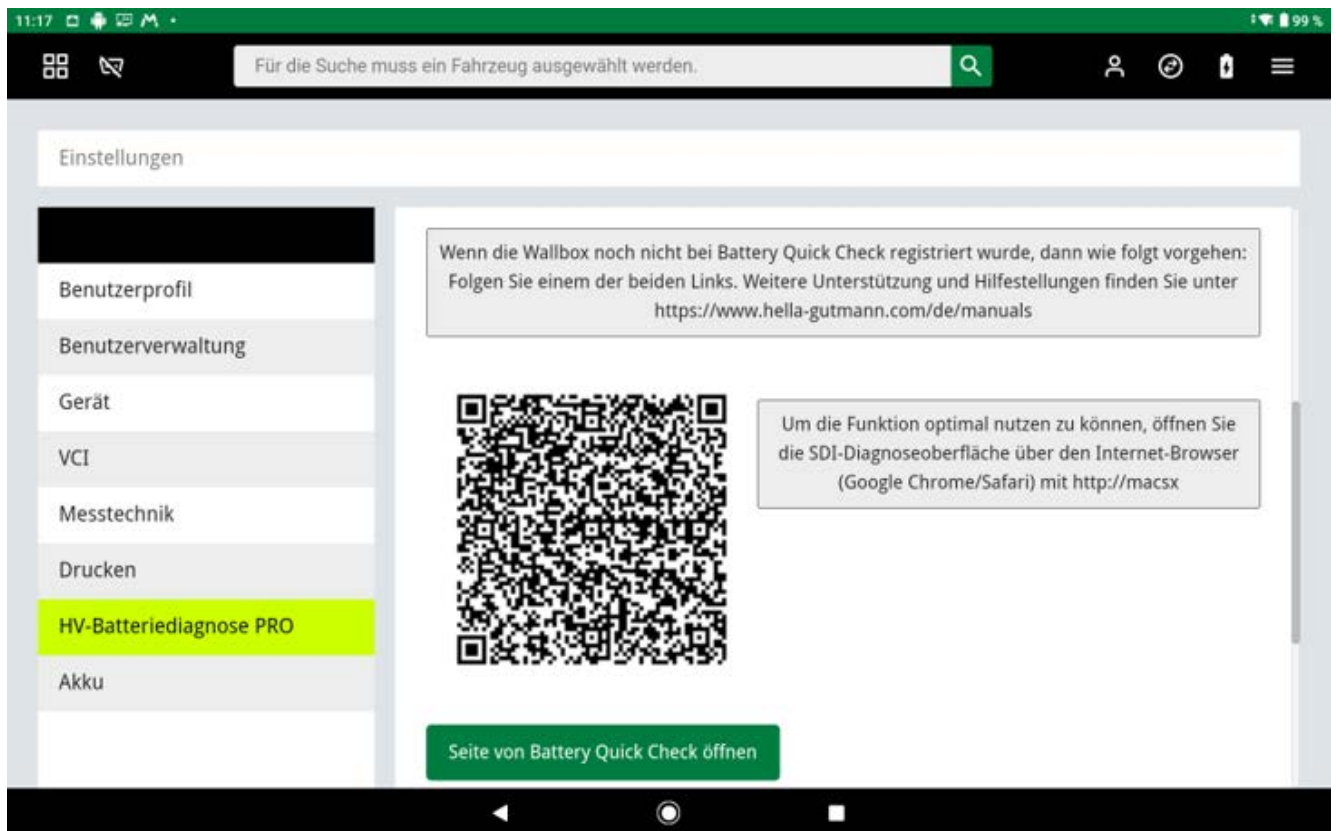 11:17
99 %
Für die Suche muss ein Fahrzeug ausgewählt werden.
Einstellungen
Benutzerprofil
Benutzerverwaltung
Gerät
VCI
Messtechnik
Drucken
HV-Batteriediagnose PRO
Akku
Wenn die Wallbox noch nicht bei Battery Quick Check registriert wurde, dann wie folgt vorgehen:
Folgen Sie einem der beiden Links. Weitere Unterstützung und Hilfestellungen finden Sie unter
https://www.hella-gutmann.com/de/manuals
Um die Funktion optimal nutzen zu können, öffnen Sie
die SDI-Diagnoseoberfläche über den Internet-Browser
(Google Chrome/Safari) mit http://macsx
Seite von Battery Quick Check öffnen